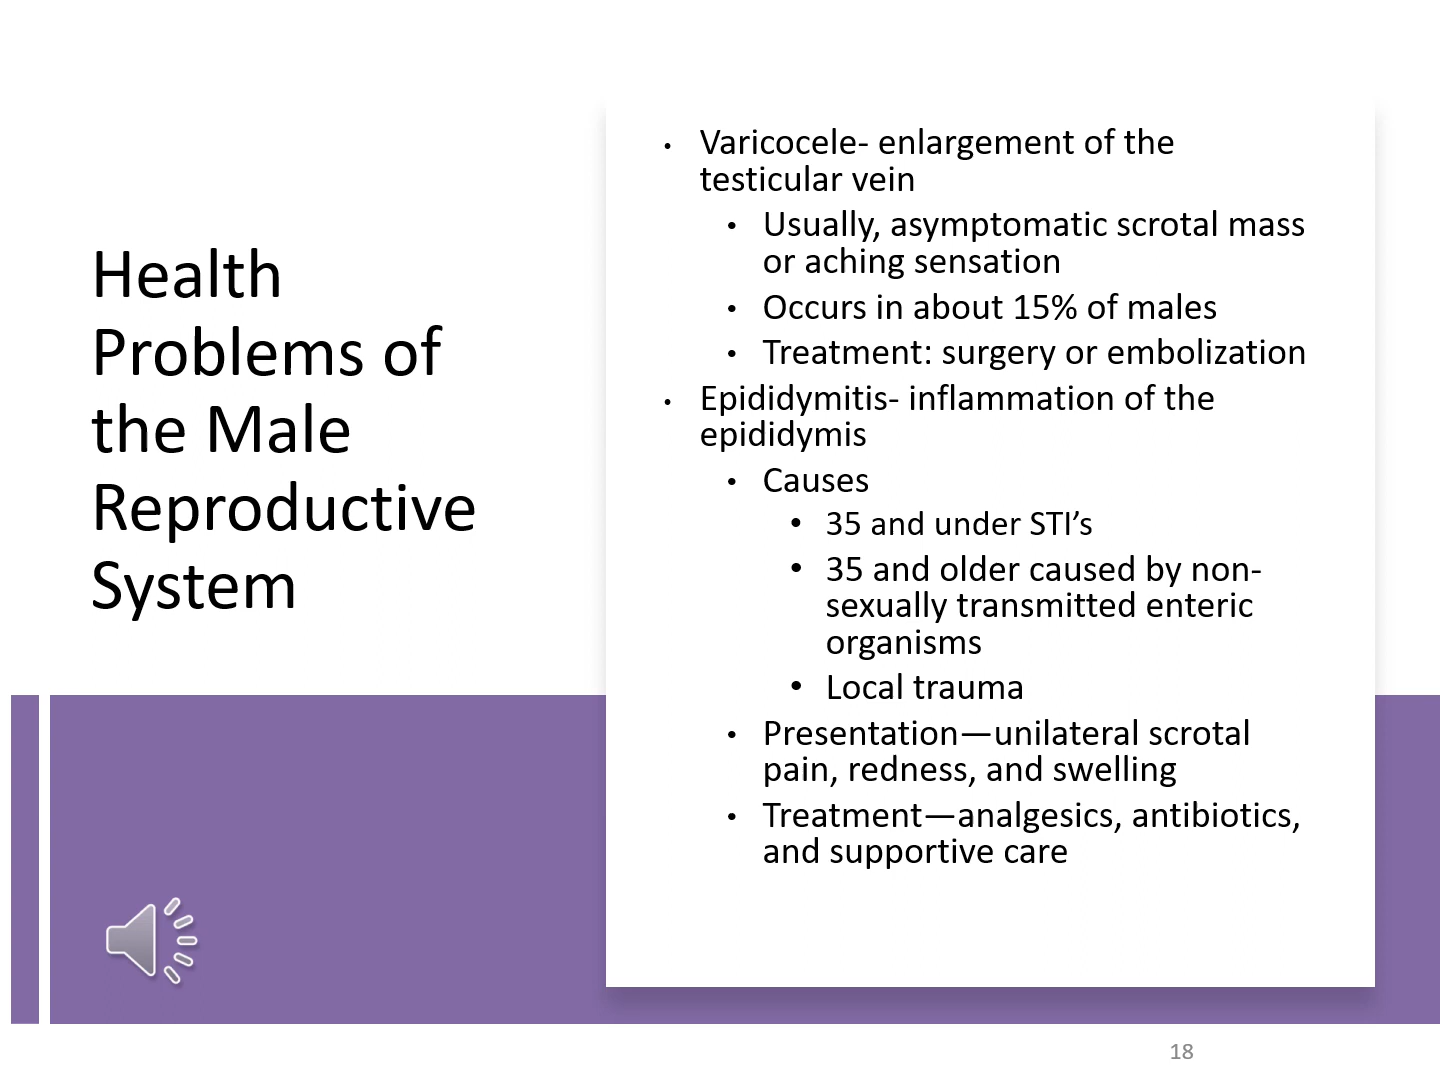 Health
Problems of
the Male
Reproductive
System
• Varicocele- enlargement of the
testicular vein
• Usually, asymptomatic scrotal mass
or aching sensation
• Occurs in about 15% of males
• Treatment: surgery or embolization
• Epididymitis- inflammation of the
epididymis
• Causes
• 35 and under STI’s
• 35 and older caused by non-
sexually transmitted enteric
organisms
• Local trauma
• Presentation—unilateral scrotal
pain, redness, and swelling
• Treatment—analgesics, antibiotics,
and supportive care
18